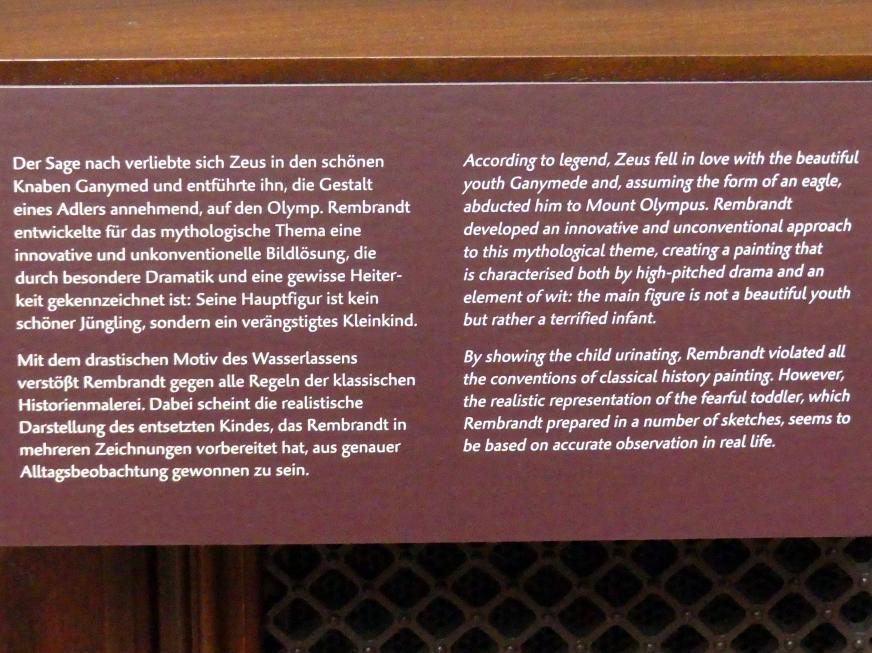 Der Sage nach verliebte sich Zeus in den schönen
Knaben Ganymed und entführte ihn, die Gestalt
eines Adlers annehmend, auf den Olymp. Rembrandt
entwickelte für das mythologische Thema eine
innovative und unkonventionelle Bildlösung, die
durch besondere Dramatik und eine gewisse Heiter-
keit gekennzeichnet ist: Seine Hauptfigur ist kein
schöner Jüngling, sondern ein verängstigtes Kleinkind.
Mit dem drastischen Motiv des Wasserlassens
verstößt Rembrandt gegen alle Regeln der klassischen
Historienmalerei. Dabei scheint die realistische
Darstellung des entsetzten Kindes, das Rembrandt in
mehreren Zeichnungen vorbereitet hat, aus genauer
Alltagsbeobachtung gewonnen zu sein.
According to legend, Zeus fell in love with the beautiful
youth Ganymede and, assuming the form of an eagle,
abducted him to Mount Olympus. Rembrandt
developed an innovative and unconventional approach
to this mythological theme, creating a painting that
is characterised both by high-pitched drama and an
element of wit: the main figure is not a beautiful youth
but rather a terrified infant.
By showing the child urinating, Rembrandt violated all
the conventions of classical history painting. However,
the realistic representation of the fearful toddler, which
Rembrandt prepared in a number of sketches, seems to
be based on accurate observation in real life.